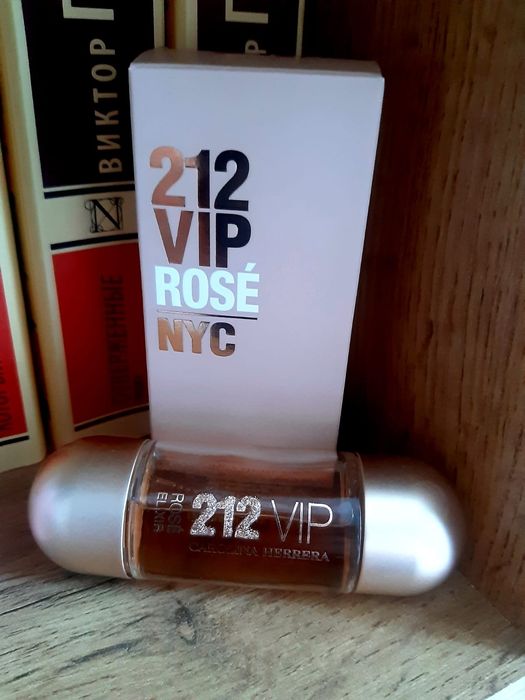 ВИКТОР
N
212
VIP
ROSÉ
NYC
ROSÉ
ELIXIR
212 VIP
CAROLINA HERRERA